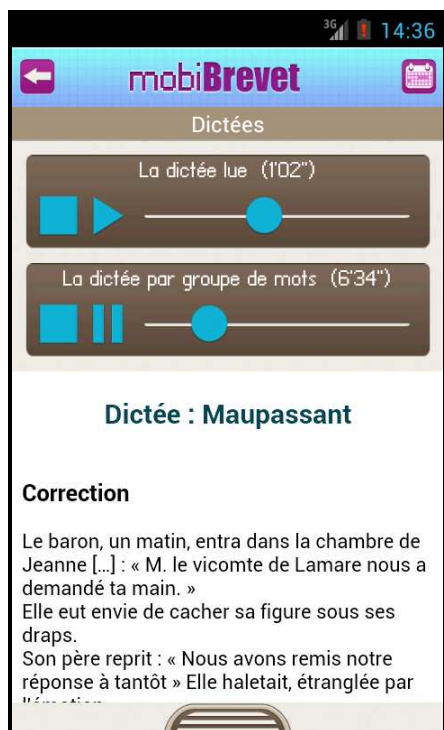 3G 14:36
mobiBrevet
Dictées
La dictée lue (1'02")
La dictée par groupe de mots (6'34")
Dictée : Maupassant
Correction
Le baron, un matin, entra dans la chambre de
Jeanne [...] : « M. le vicomte de Lamare nous a
demandé ta main. »
Elle eut envie de cacher sa figure sous ses
draps.
Son père reprit : « Nous avons remis notre
réponse à tantôt » Elle haletait, étranglée par